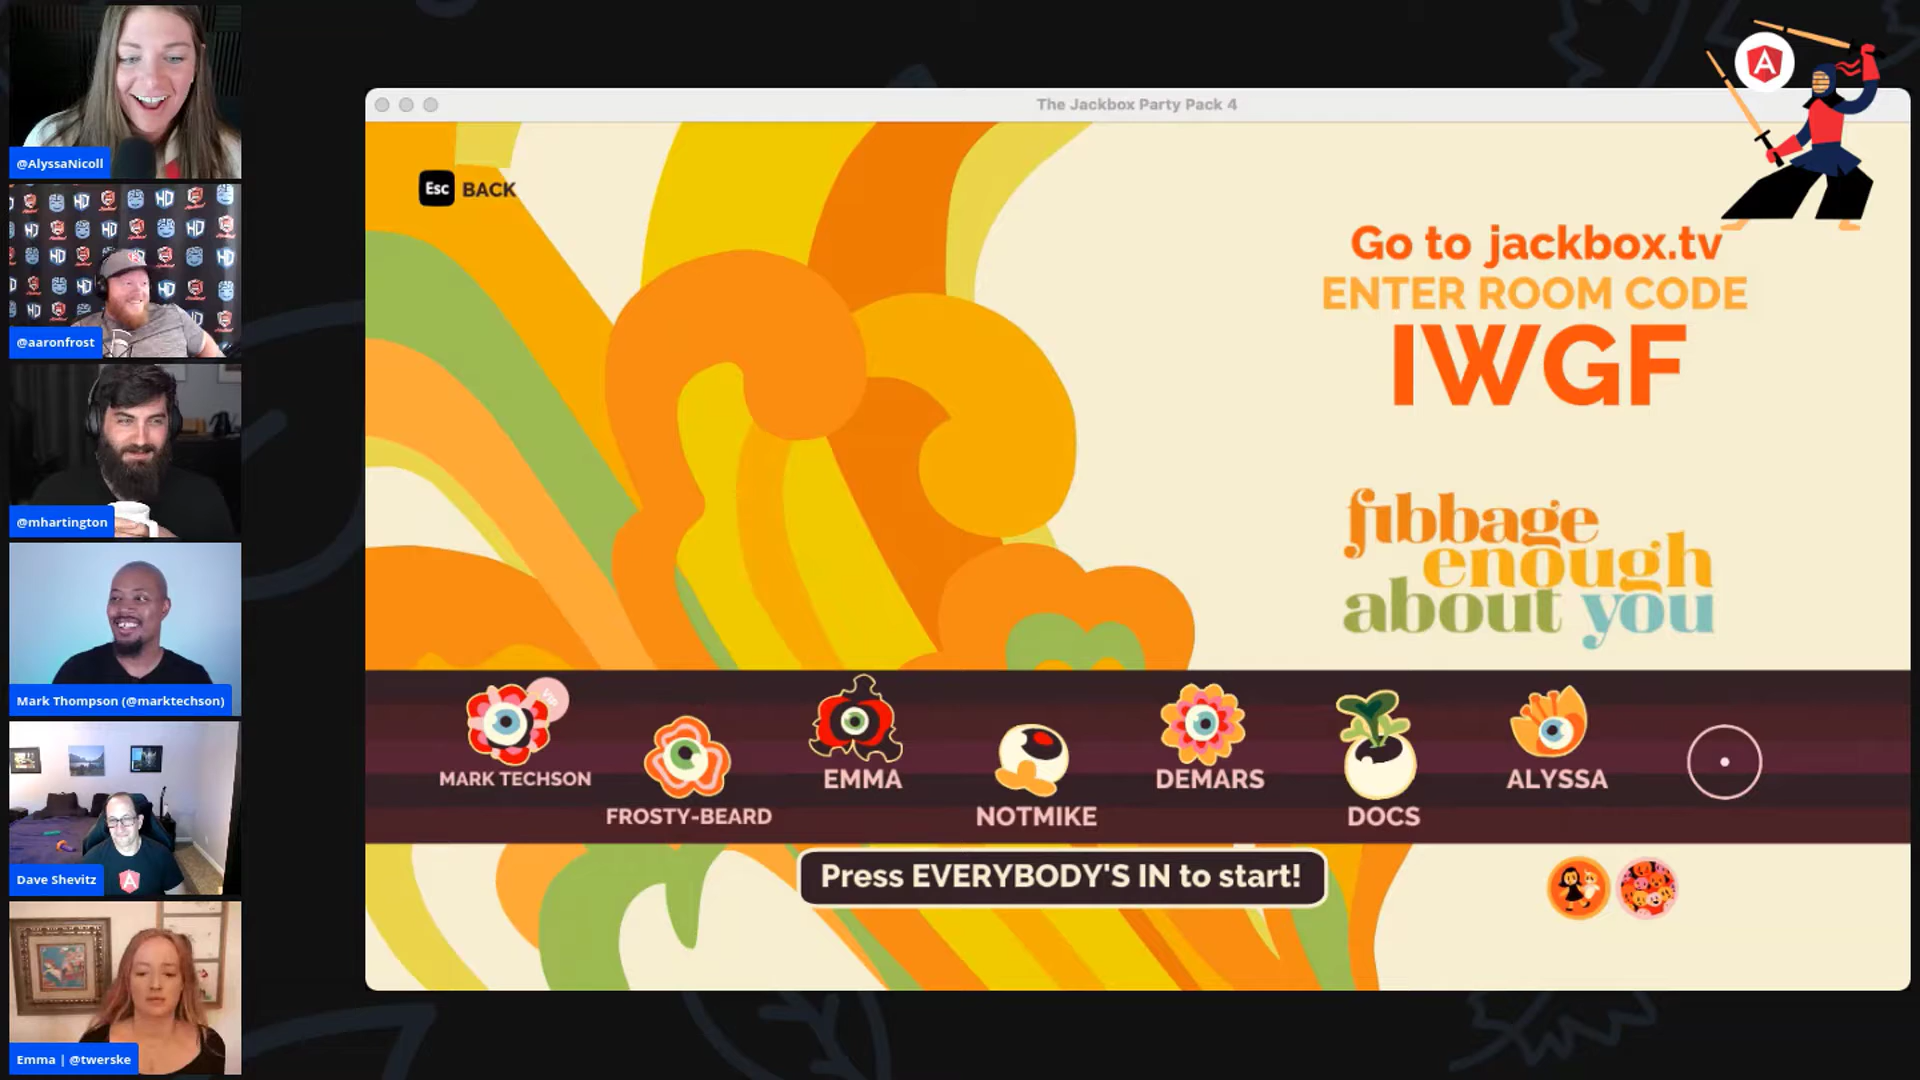 @AlyssaNicoll
@aaronfrost
@mhartington
Mark Thompson (@marktechson)
Dave Shevitz
Emma | @twerske
The Jackbox Party Pack 4
A
Esc BACK
Go to jackbox.tv
ENTER ROOM CODE
IWGF
fibbage
enough
about you
VIP
MARK TECHSON
FROSTY-BEARD
EMMA
NOTMIKE
DEMARS
DOCS
ALYSSA
Press EVERYBODY'S IN to start!
HD